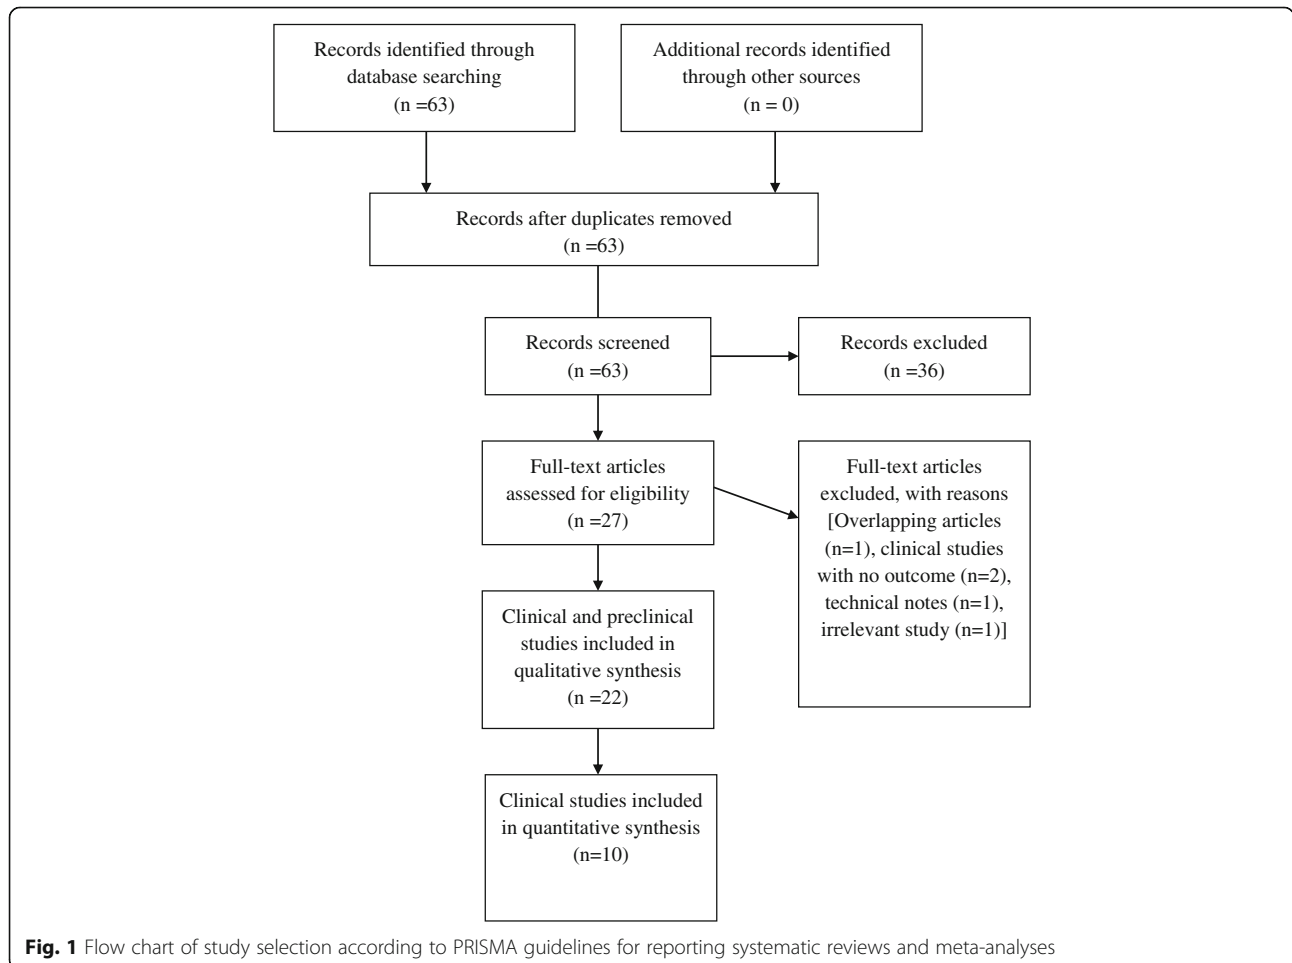 Records identified through
database searching
(n =63)
Additional records identified
through other sources
(n = 0)
Records after duplicates removed
(n =63)
Records screened
(n =63)
Records excluded
(n =36)
Full-text articles
assessed for eligibility
(n =27)
Full-text articles
excluded, with reasons
[Overlapping articles
(n=1), clinical studies
with no outcome (n=2),
technical notes (n=1),
irrelevant study (n=1)]
Clinical and preclinical
studies included in
qualitative synthesis
(n =22)
Clinical studies included
in quantitative synthesis
(n=10)
Fig. 1 Flow chart of study selection according to PRISMA guidelines for reporting systematic reviews and meta-analyses